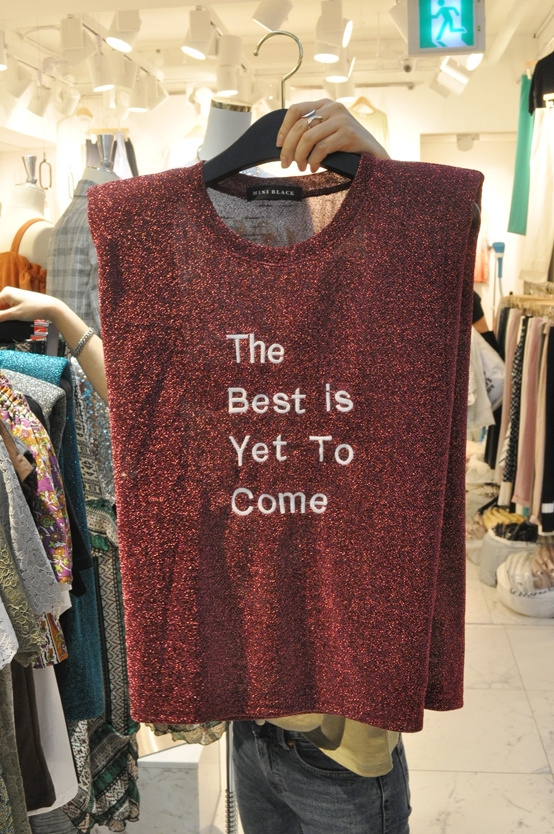 MINI BLACK
The
Best is
Yet To
Come